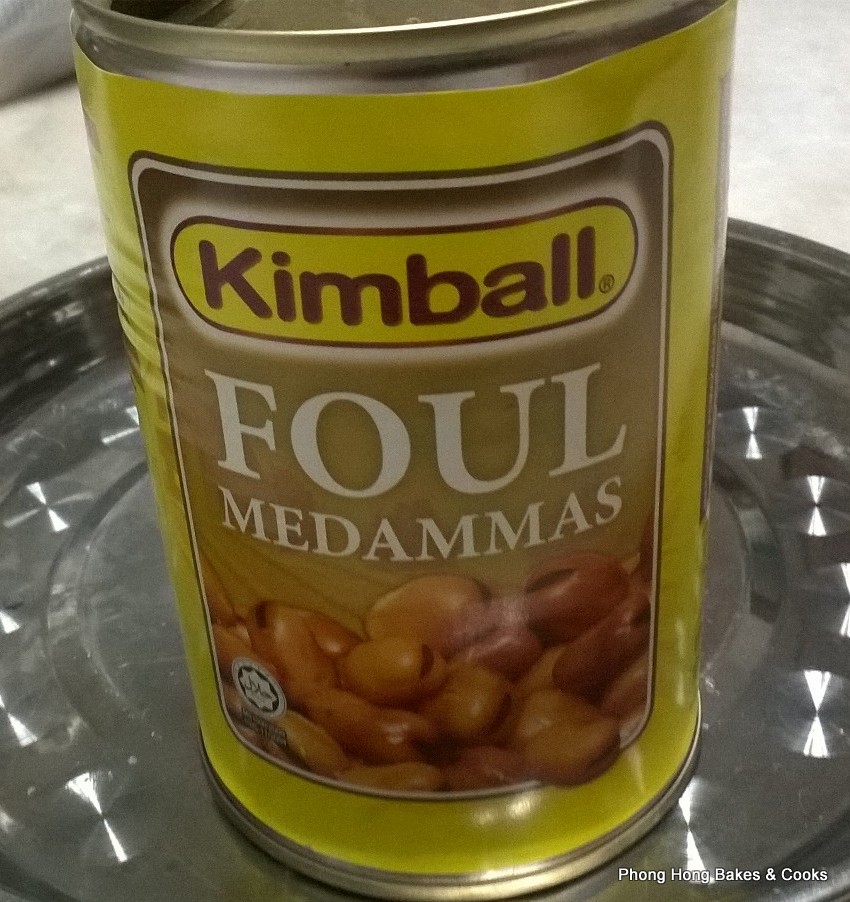 Kimball®
FOUL
MEDAMMAS
Phong Hong Bakes & Cooks